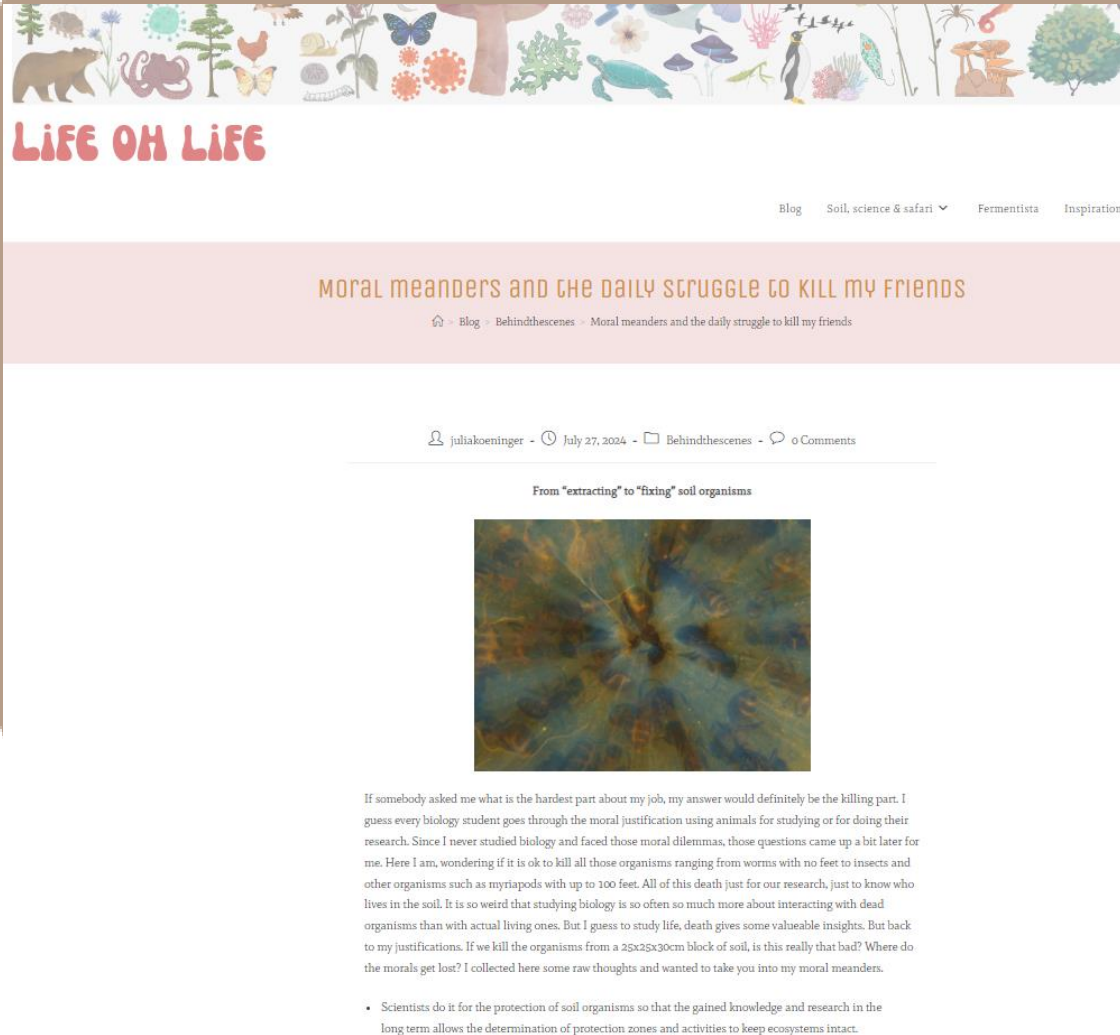 LiFE OH LiFE
Blog Soil, science & safari Fermentista Inspiration
Moral meanders and the daily struggle to kill my friends
> Blog > Behindthescenes > Moral meanders and the daily struggle to kill my friends
juliakoeninger - July 27, 2024 - Behindthescenes - 0 Comments
From “extracting” to “fixing” soil organisms
If somebody asked me what is the hardest part about my job, my answer would definitely be the killing part. I
guess every biology student goes through the moral justification using animals for studying or for doing their
research. Since I never studied biology and faced those moral dilemmas, those questions came up a bit later for
me. Here I am, wondering if it is ok to kill all those organisms ranging from worms with no feet to insects and
other organisms such as myriapods with up to 100 feet. All of this death just for our research, just to know who
lives in the soil. It is so weird that studying biology is so often so much more about interacting with dead
organisms than with actual living ones. But I guess to study life, death gives some valueable insights. But back
to my justifications. If we kill the organisms from a 25x25x30cm block of soil, is this really that bad? Where do
the morals get lost? I collected here some raw thoughts and wanted to take you into my moral meanders.
• Scientists do it for the protection of soil organisms so that the gained knowledge and research in the
long term allows the determination of protection zones and activities to keep ecosystems intact.